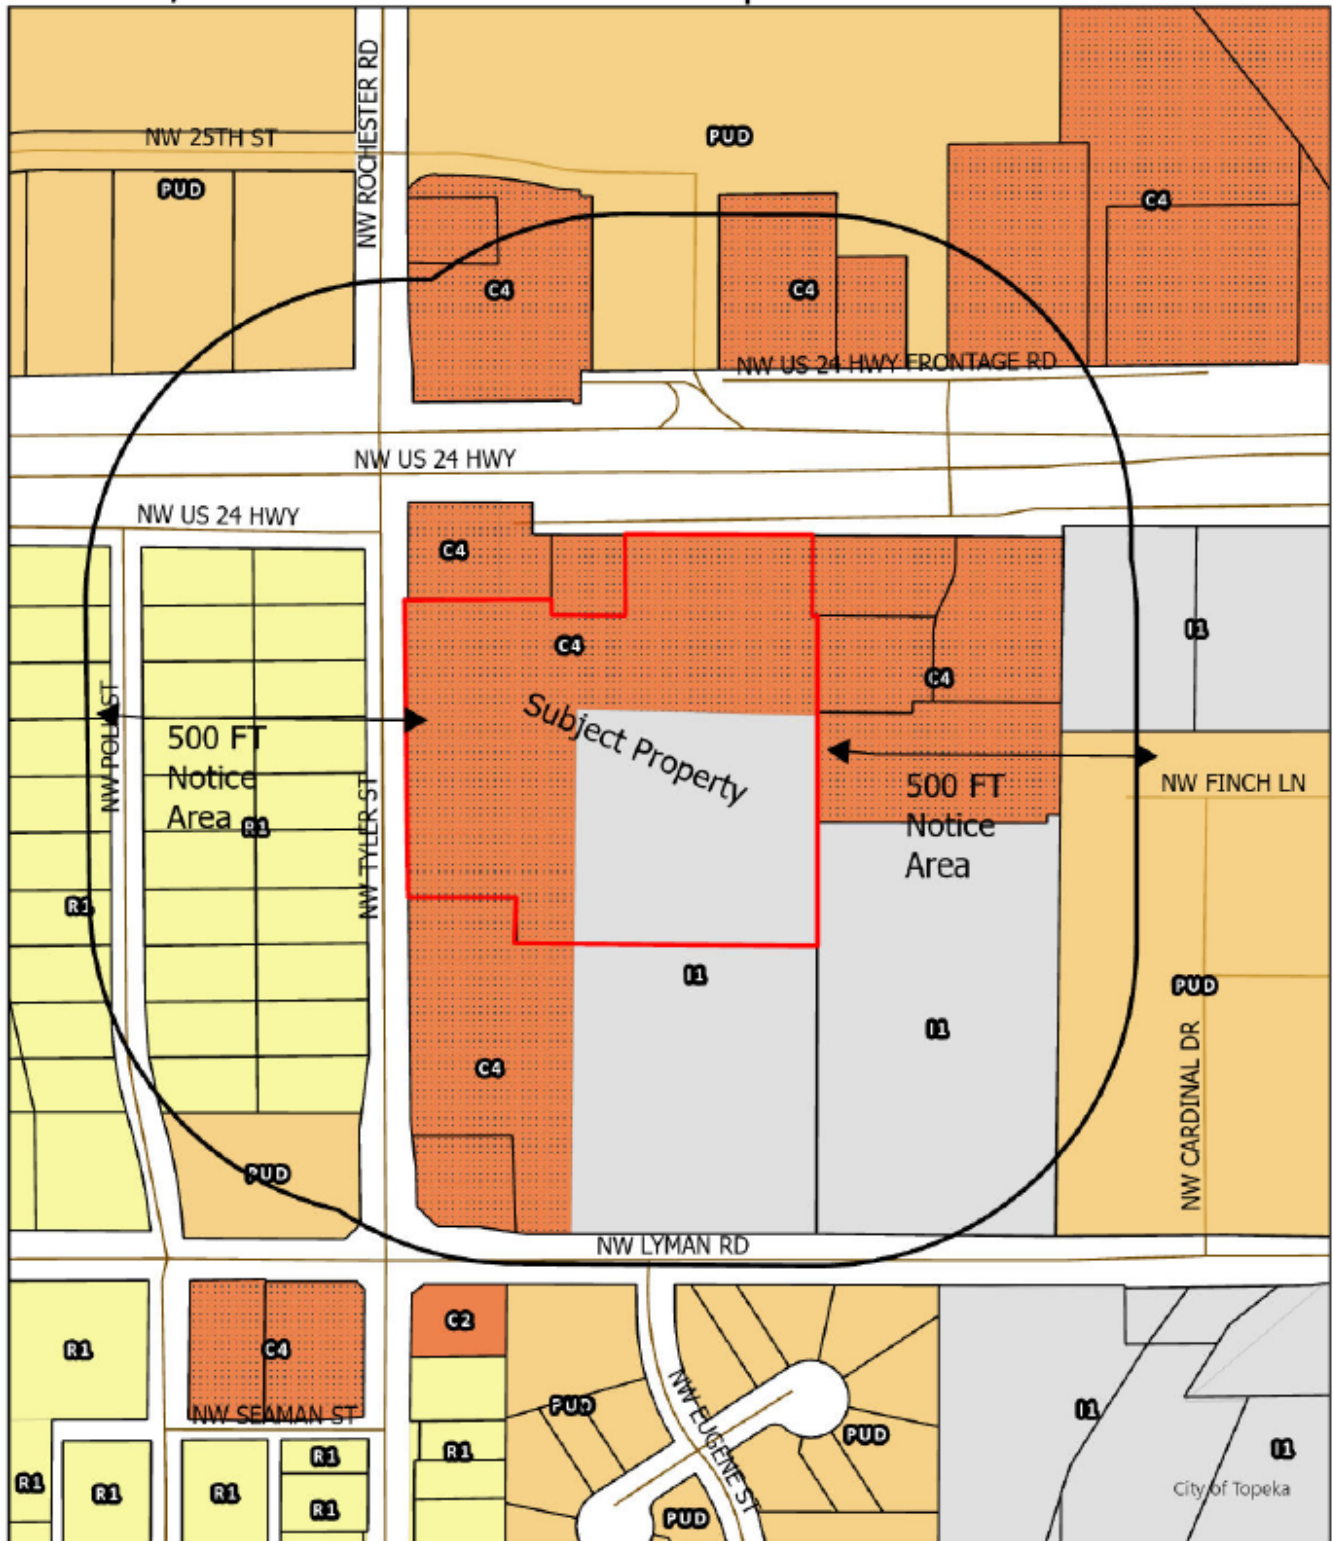 NW 25TH ST
NW ROCHESTER RD
PUD
PUD
C4
C4
C4
NW US 24 HWY FRONTAGE RD
NW US 24 HWY
NW US 24 HWY
C4
C4
I1
C4
Subject Property
500 FT
Notice
Area
R1
NW TYLER ST
500 FT
Notice
Area
NW FINCH LN
R1
I1
PUD
I1
C4
NW CARDINAL DR
PUD
NW LYMAN RD
R1
C4
C2
NW SEAMAN ST
PUD
NW EUGENE ST
PUD
I1
R1
R1
R1
R1
R1
R1
PUD
I1
City of Topeka